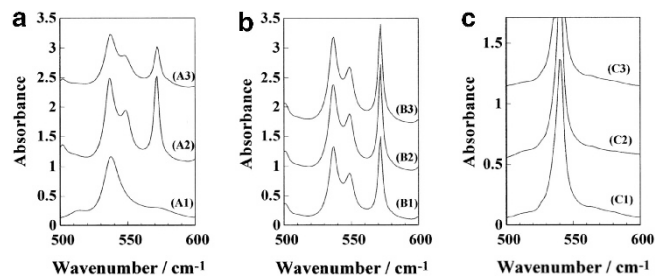 a
3.5
3
2.5
2
1.5
1
0.5
0
Absorbance
(A3)
(A2)
(A1)
500 550 600
Wavenumber / cm-1
b
3.5
3
2.5
2
1.5
1
0.5
0
Absorbance
(B3)
(B2)
(B1)
500 550 600
Wavenumber / cm-1
c
1.5
1
0.5
0
Absorbance
(C3)
(C2)
(C1)
500 540 600
Wavenumber / cm-1